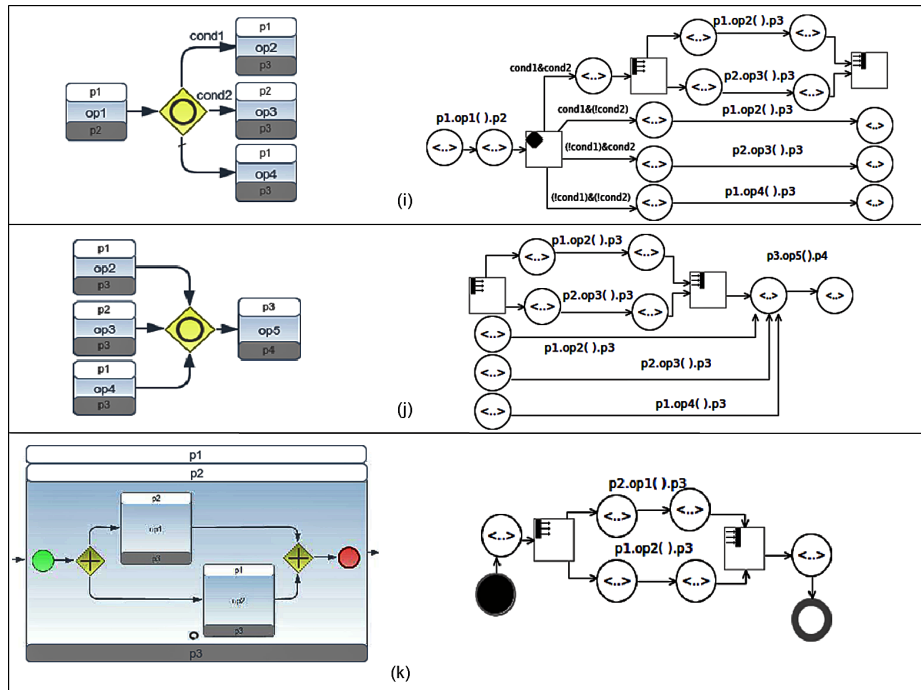 p1
op1
p2
cond1
cond2
p1
op2
p3
p2
op3
p3
p1
op4
p3
(i)
p1.op1( ).p2
<..>
<..>
cond1&cond2
<..>
p1.op2( ).p3
<..>
<..>
p2.op3( ).p3
<..>
<..>
cond1&(!cond2)
<..>
p1.op2( ).p3
<..>
(!cond1)&cond2
<..>
p2.op3( ).p3
<..>
(!cond1)&(!cond2)
<..>
p1.op4( ).p3
<..>
p1
op2
p3
p2
op3
p3
p1
op4
p3
p3
op5
p4
(j)
p1.op2( ).p3
<..>
<..>
p2.op3( ).p3
<..>
<..>
p3.op5().p4
<..>
<..>
<..>
p1.op2( ).p3
<..>
p2.op3( ).p3
<..>
p1.op4( ).p3
p1
p2
p2
op1
p3
p1
op2
p3
p3
(k)
<..>
p2.op1( ).p3
<..>
<..>
p1.op2( ).p3
<..>
<..>
<..>